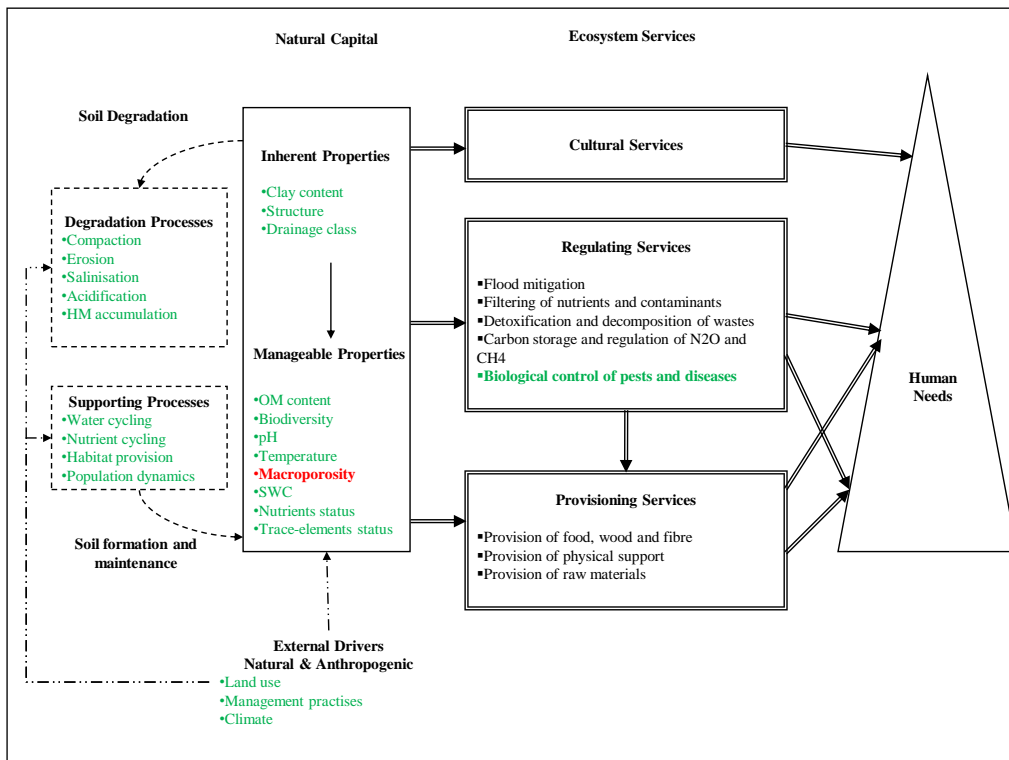 Natural Capital
Ecosystem Services
Soil Degradation
Degradation Processes
•Compaction
•Erosion
•Salinisation
•Acidification
•HM accumulation
Supporting Processes
•Water cycling
•Nutrient cycling
•Habitat provision
•Population dynamics
Soil formation and
maintenance
Inherent Properties
•Clay content
•Structure
•Drainage class
Manageable Properties
•OM content
•Biodiversity
•pH
•Temperature
•Macroporosity
•SWC
•Nutrients status
•Trace-elements status
External Drivers
Natural & Anthropogenic
•Land use
•Management practises
•Climate
Cultural Services
Regulating Services
▪Flood mitigation
▪Filtering of nutrients and contaminants
▪Detoxification and decomposition of wastes
▪Carbon storage and regulation of N2O and
CH4
▪Biological control of pests and diseases
Provisioning Services
▪Provision of food, wood and fibre
▪Provision of physical support
▪Provision of raw materials
Human
Needs